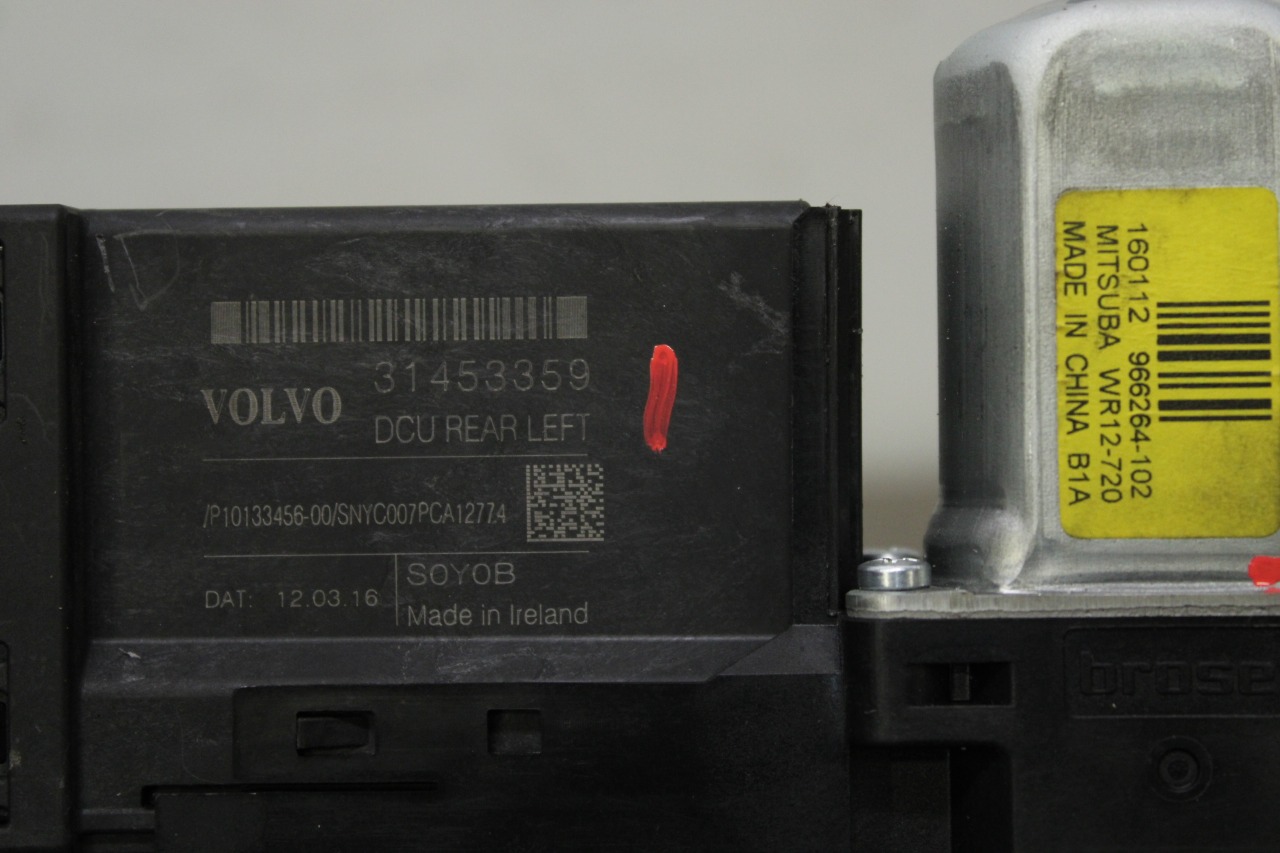 31453359
VOLVO
DCU REAR LEFT
/P10133456-00/SNYC007PCA1277.4
DAT: 12.03.16
SOYOB
Made in Ireland
160112 966264-102
MITSUBA WR12-720
MADE IN CHINA B1A
brose